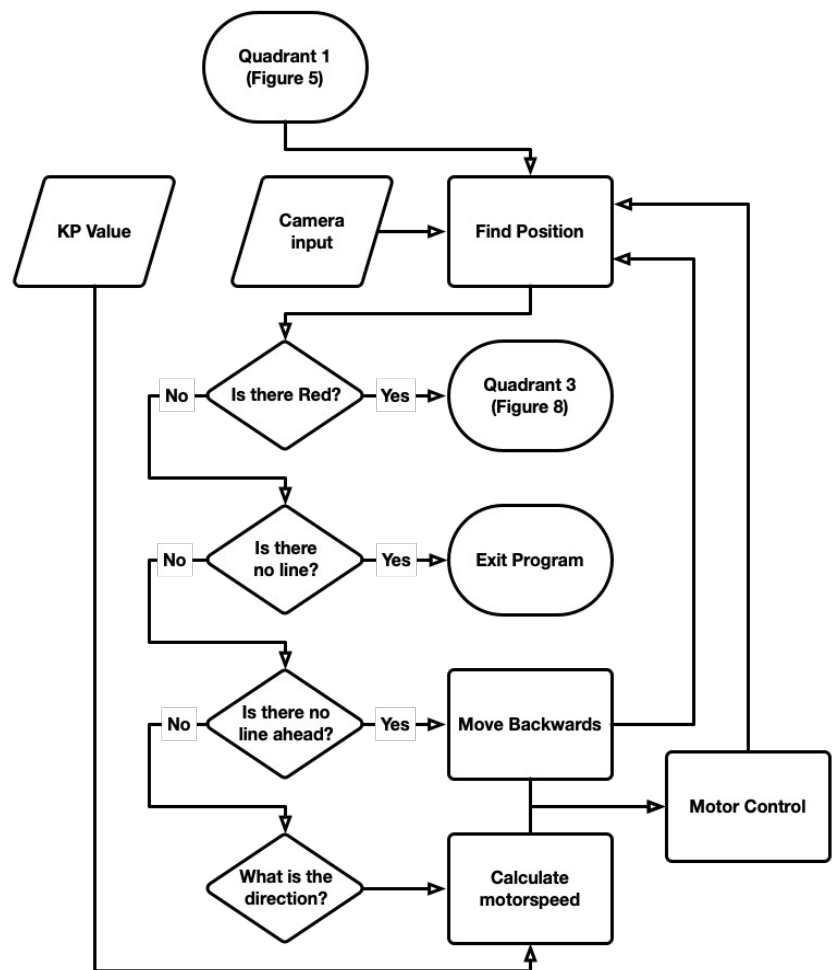 Quadrant 1
(Figure 5)
KP Value
Camera
input
Find Position
No
Is there Red?
Yes
Quadrant 3
(Figure 8)
No
Is there
no line?
Yes
Exit Program
No
Is there no
line ahead?
Yes
Move Backwards
Motor Control
What is the
direction?
Calculate
motorspeed